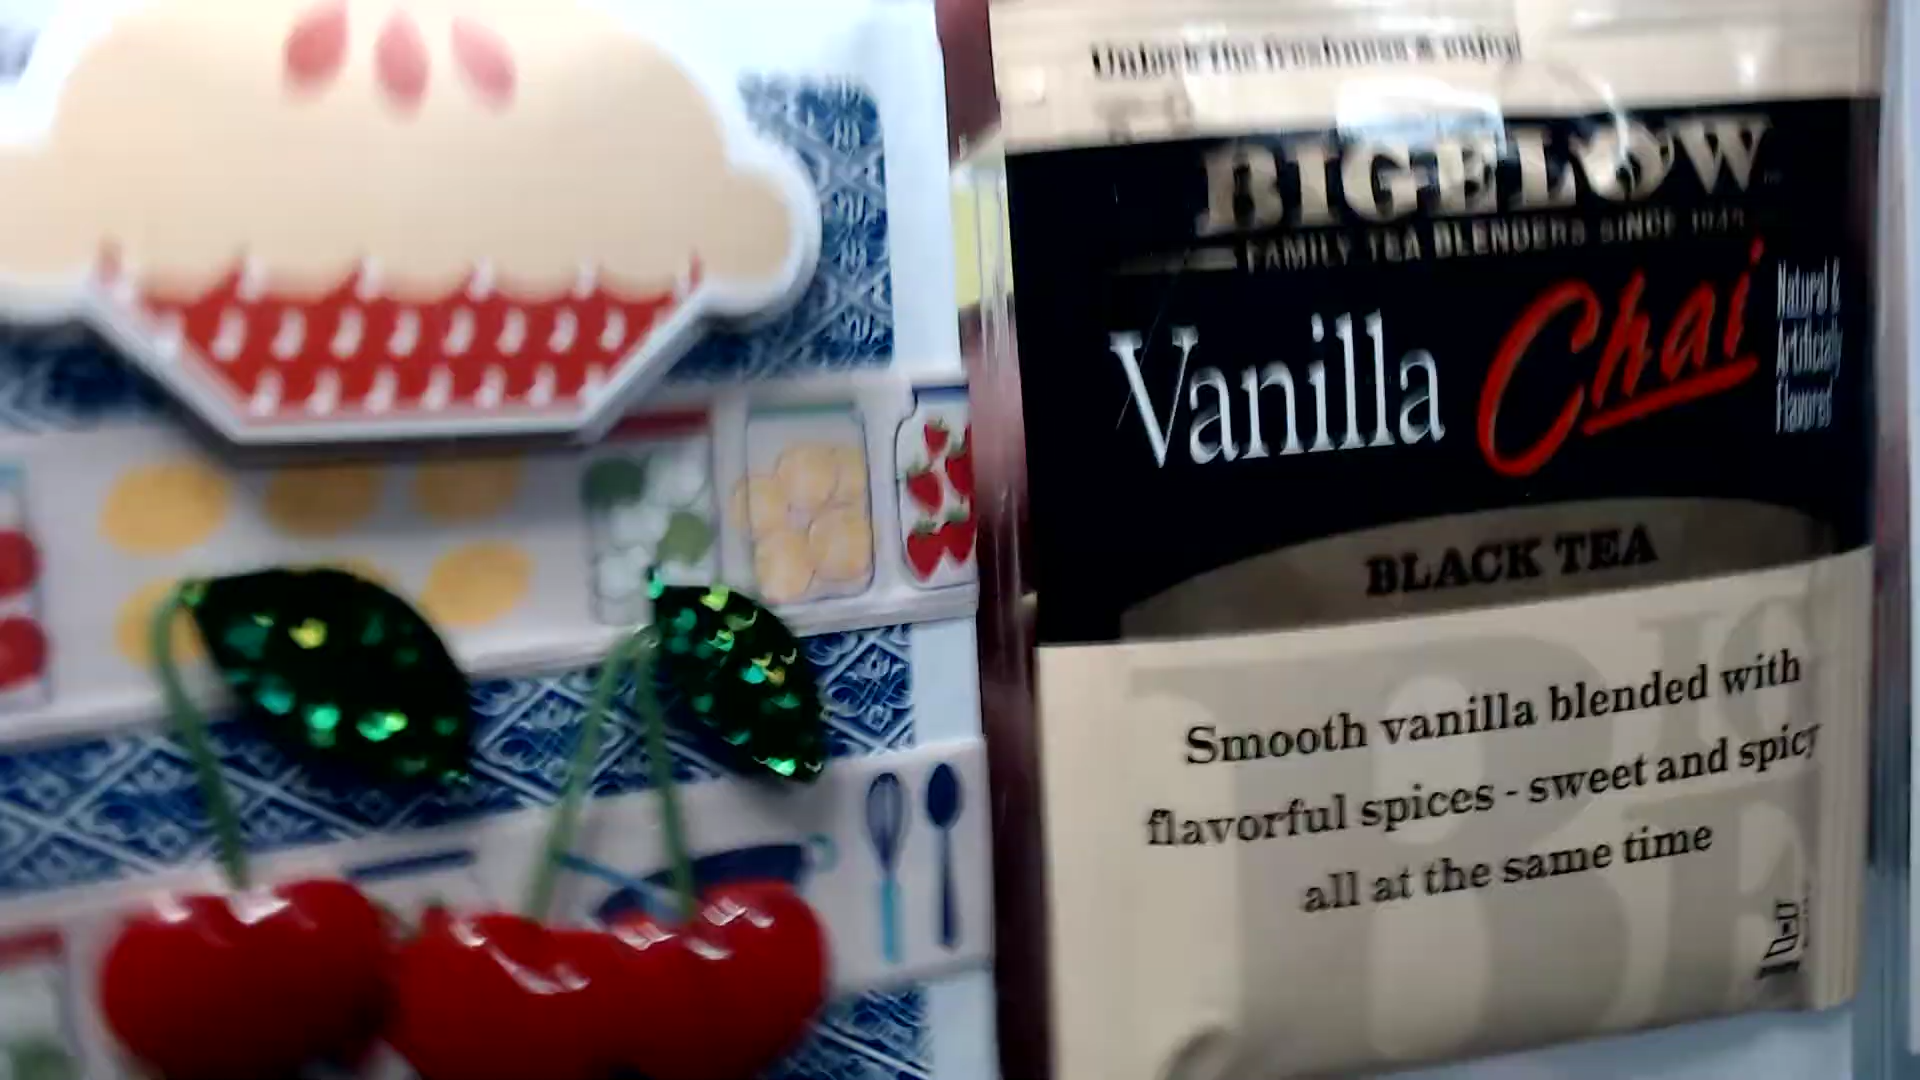 Unlock the freshness & enjoy!
BIGELOW
FAMILY TEA BLENDERS SINCE 1945
Vanilla Chai
Natural &
Artificially
Flavored
BLACK TEA
Smooth vanilla blended with
flavorful spices - sweet and spicy
all at the same time